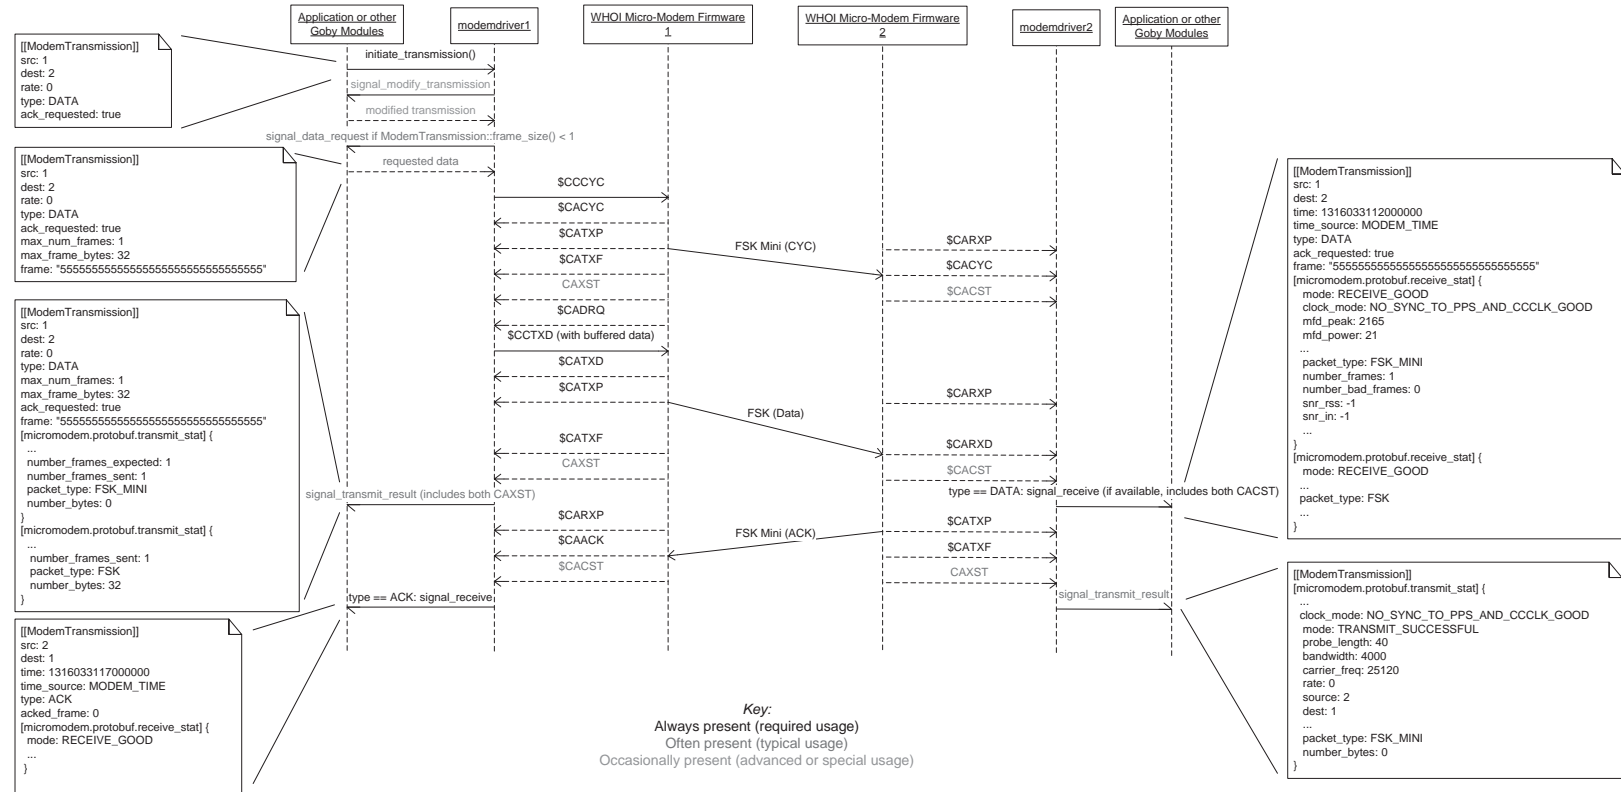 Application or other
Goby Modules
modemdriver1
WHOI Micro-Modem Firmware
1
WHOI Micro-Modem Firmware
2
modemdriver2
Application or other
Goby Modules
[[ModemTransmission]]
src: 1
dest: 2
rate: 0
type: DATA
ack_requested: true
initiate_transmission()
signal_modify_transmission
modified transmission
signal_data_request if ModemTransmission::frame_size() < 1
requested data
[[ModemTransmission]]
src: 1
dest: 2
rate: 0
type: DATA
ack_requested: true
max_num_frames: 1
max_frame_bytes: 32
frame: "55555555555555555555555555555555"
$CCCYC
$CACYC
$CATXP
FSK Mini (CYC)
$CARXP
$CATXF
$CACYC
CAXST
$CACST
$CADRQ
$CCTXD (with buffered data)
$CATXD
$CATXP
$CARXP
FSK (Data)
$CATXF
$CARXD
CAXST
$CACST
signal_transmit_result (includes both CAXST)
type == DATA: signal_receive (if available, includes both CACST)
$CARXP
FSK Mini (ACK)
$CATXP
$CAACK
$CATXF
$CACST
CAXST
type == ACK: signal_receive
signal_transmit_result
[[ModemTransmission]]
src: 1
dest: 2
rate: 0
type: DATA
max_num_frames: 1
max_frame_bytes: 32
ack_requested: true
frame: "55555555555555555555555555555555"
[micromodem.protobuf.transmit_stat] {
...
number_frames_expected: 1
number_frames_sent: 1
packet_type: FSK_MINI
number_bytes: 0
}
[micromodem.protobuf.transmit_stat] {
...
number_frames_sent: 1
packet_type: FSK
number_bytes: 32
}
[[ModemTransmission]]
src: 2
dest: 1
time: 1316033117000000
time_source: MODEM_TIME
type: ACK
acked_frame: 0
[micromodem.protobuf.receive_stat] {
mode: RECEIVE_GOOD
...
}
[[ModemTransmission]]
src: 1
dest: 2
time: 1316033112000000
time_source: MODEM_TIME
type: DATA
ack_requested: true
frame: "55555555555555555555555555555555"
[micromodem.protobuf.receive_stat] {
mode: RECEIVE_GOOD
clock_mode: NO_SYNC_TO_PPS_AND_CCCLK_GOOD
mfd_peak: 2165
mfd_power: 21
...
packet_type: FSK_MINI
number_frames: 1
number_bad_frames: 0
snr_rss: -1
snr_in: -1
...
}
[micromodem.protobuf.receive_stat] {
mode: RECEIVE_GOOD
...
packet_type: FSK
...
}
[[ModemTransmission]]
[micromodem.protobuf.transmit_stat] {
...
clock_mode: NO_SYNC_TO_PPS_AND_CCCLK_GOOD
mode: TRANSMIT_SUCCESSFUL
probe_length: 40
bandwidth: 4000
carrier_freq: 25120
rate: 0
source: 2
dest: 1
...
packet_type: FSK_MINI
number_bytes: 0
}
Key:
Always present (required usage)
Often present (typical usage)
Occasionally present (advanced or special usage)